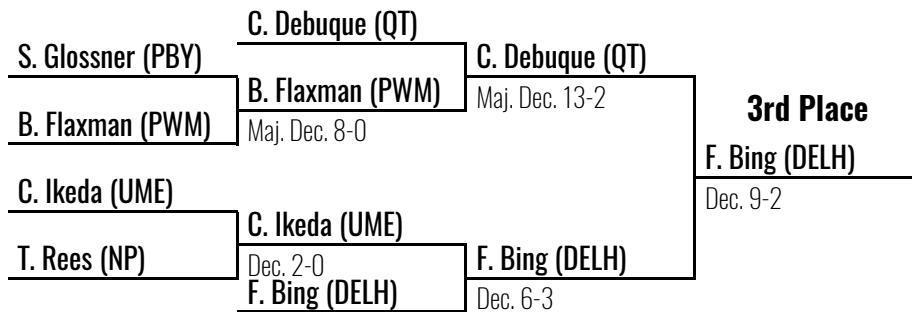 C. Debuque (QT)
S. Glossner (PBY)
C. Debuque (QT)
B. Flaxman (PWM)
Maj. Dec. 13-2
3rd Place
B. Flaxman (PWM)
Maj. Dec. 8-0
F. Bing (DELH)
Dec. 9-2
C. Ikeda (UME)
C. Ikeda (UME)
T. Rees (NP)
Dec. 2-0
F. Bing (DELH)
F. Bing (DELH)
Dec. 6-3